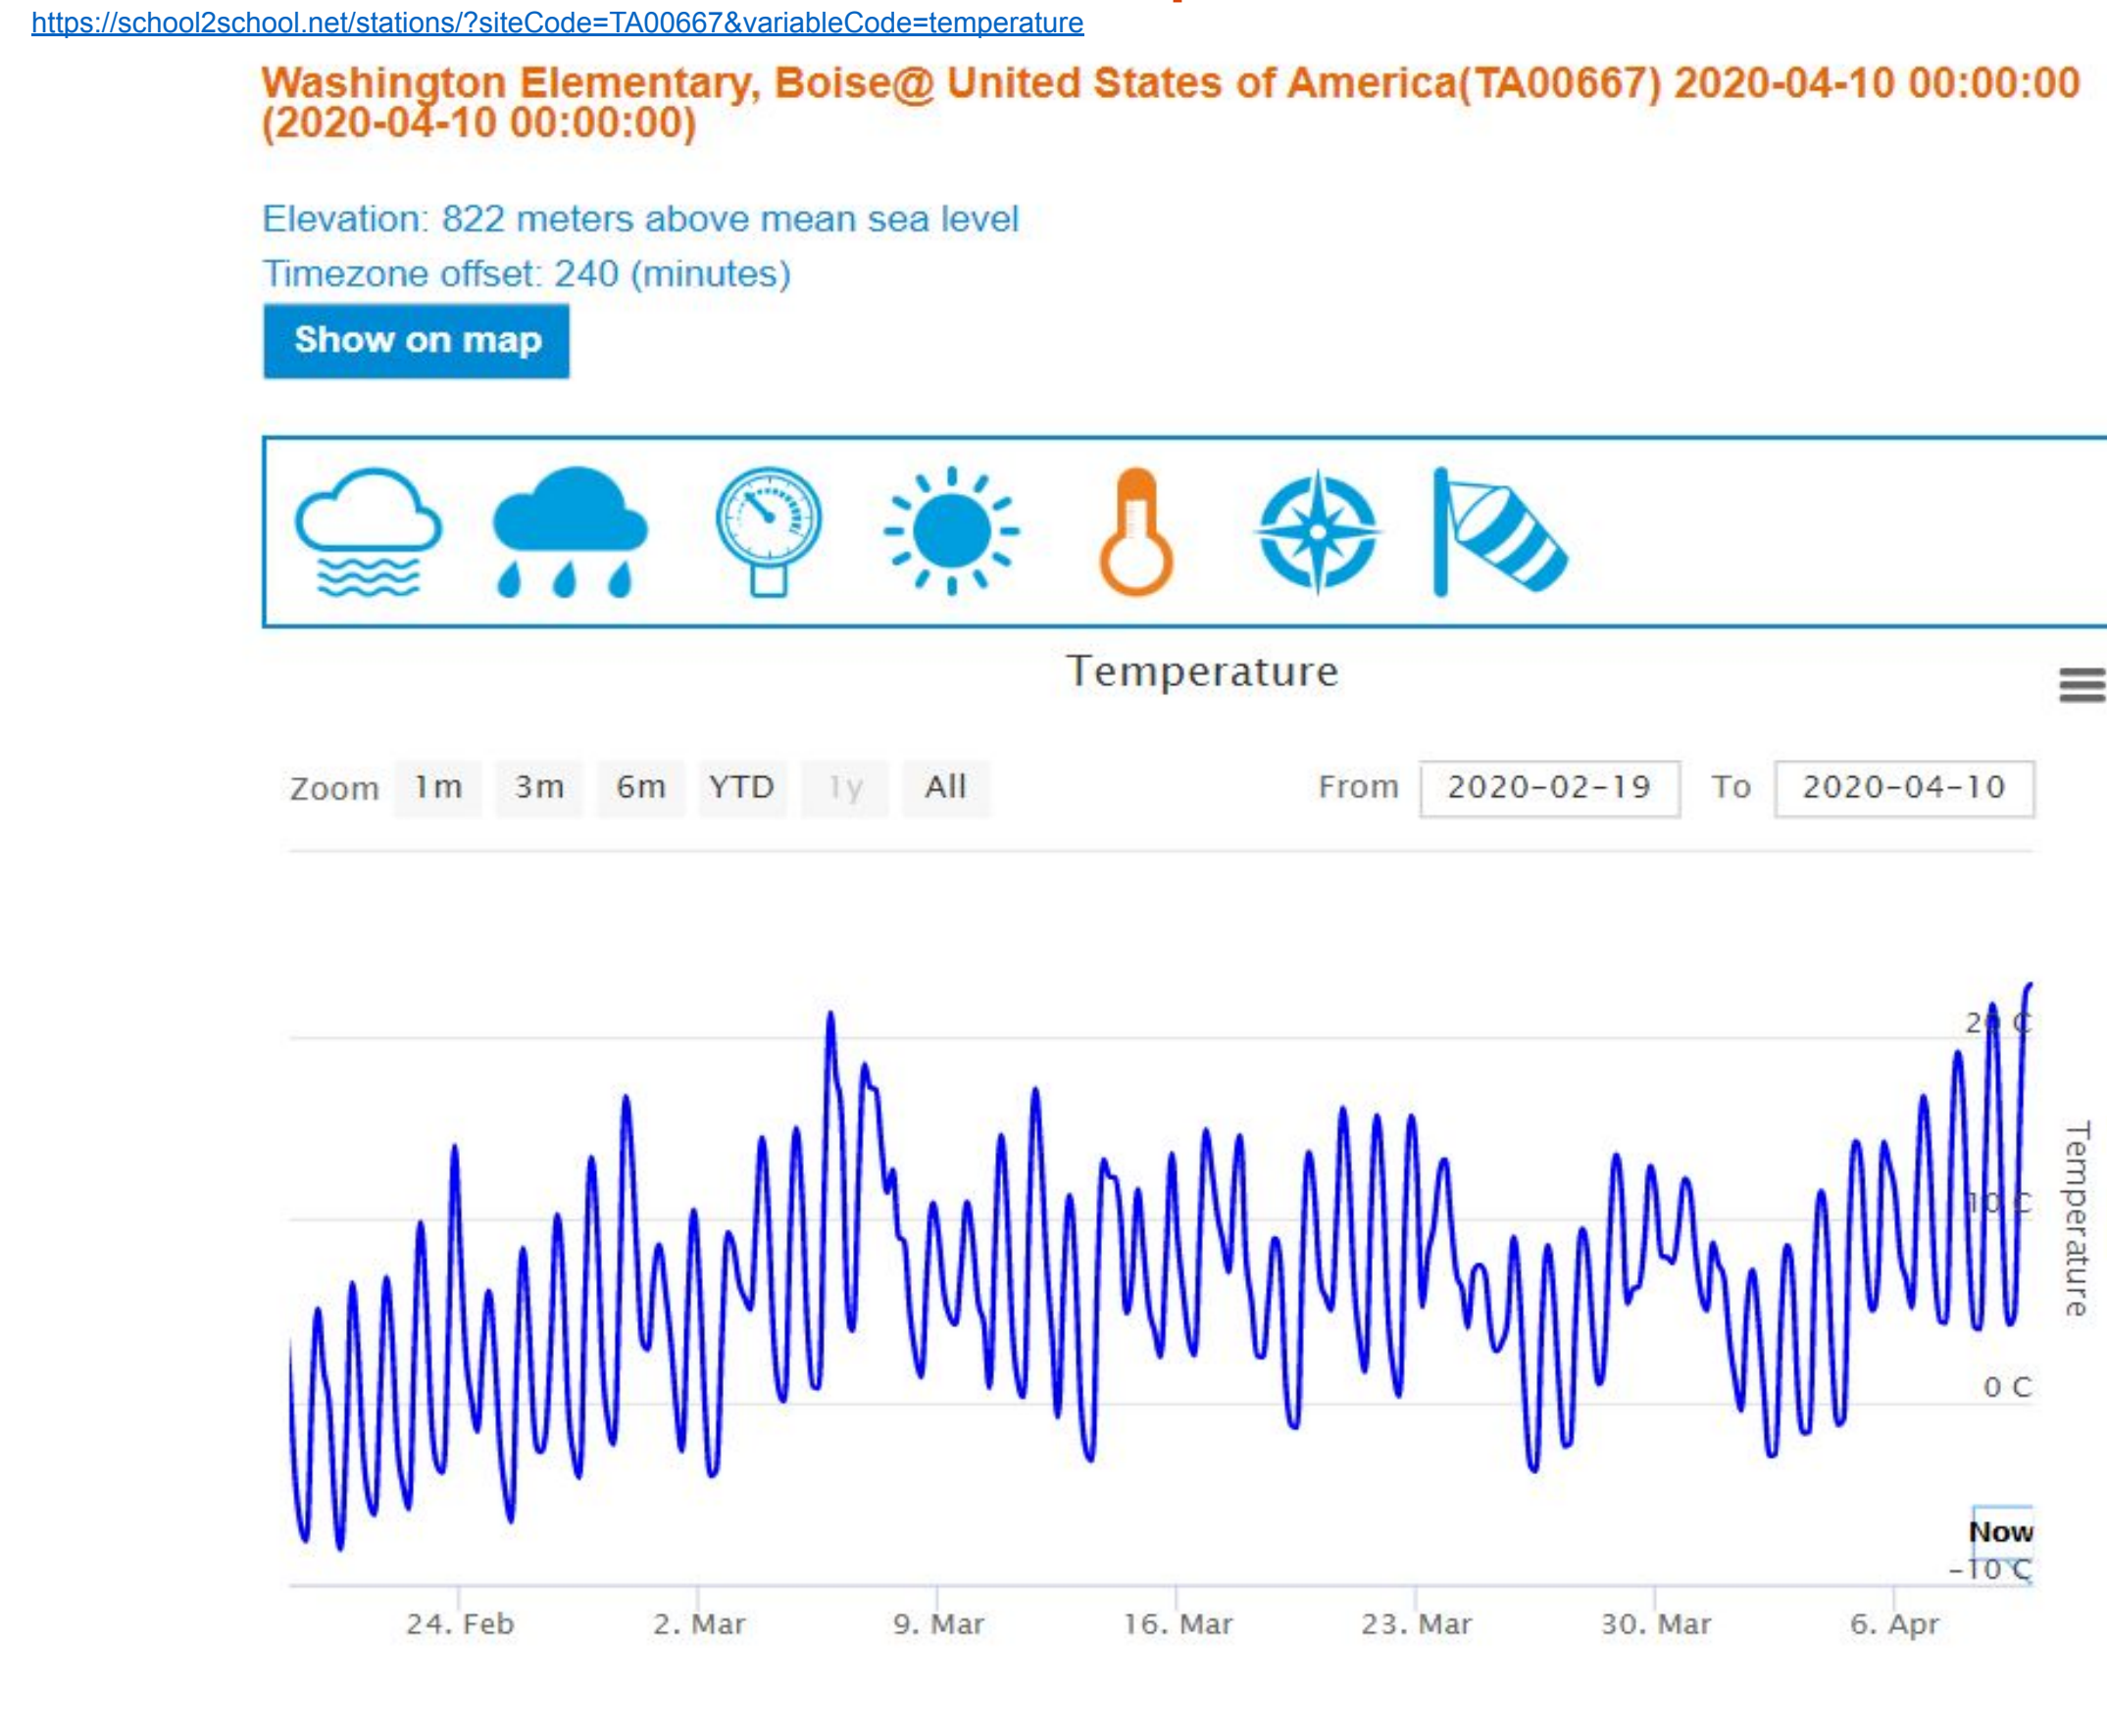 https://school2school.net/stations/?siteCode=TA00667&variableCode=temperature
Washington Elementary, Boise@ United States of America(TA00667) 2020-04-10 00:00:00
(2020-04-10 00:00:00)
Elevation: 822 meters above mean sea level
Timezone offset: 240 (minutes)
Show on map
Temperature
Zoom 1m 3m 6m YTD 1y All From 2020-02-19 To 2020-04-10
20 C
10 C
Temperature
0 C
Now
-10 C
24. Feb 2. Mar 9. Mar 16. Mar 23. Mar 30. Mar 6. Apr